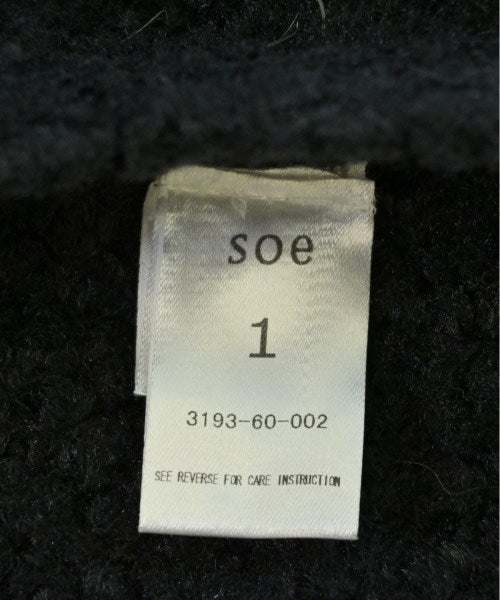 soe
1
3193-60-002
SEE REVERSE FOR CARE INSTRUCTION